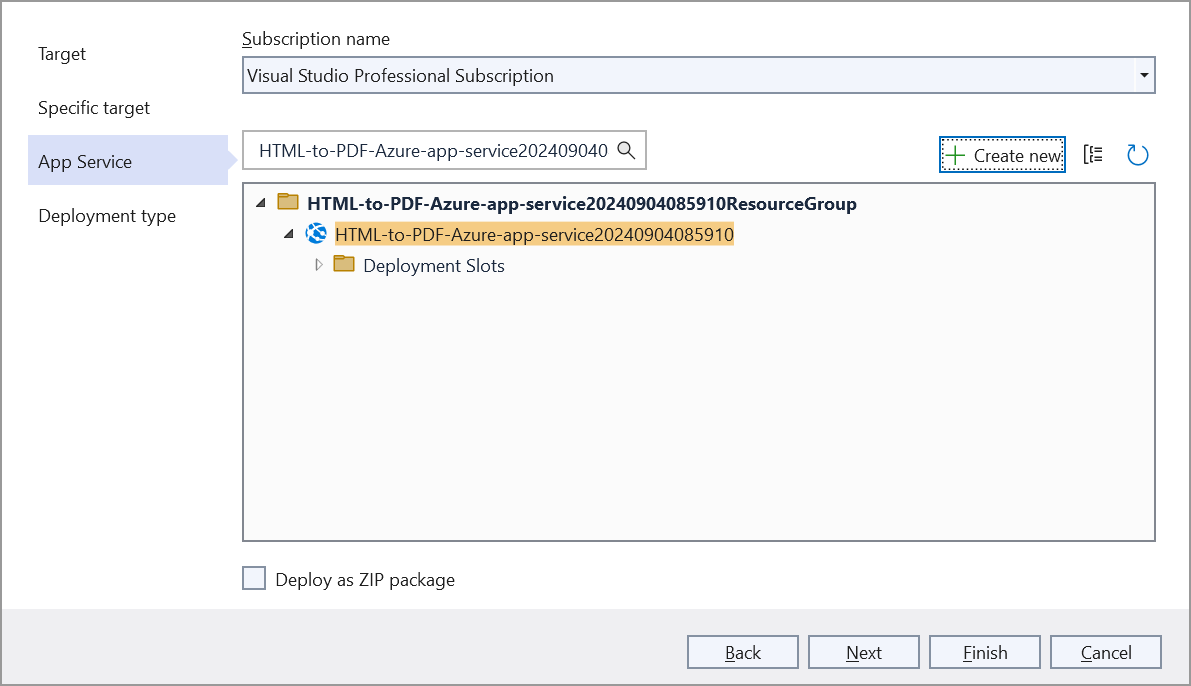 Target
Specific target
App Service
Deployment type
Subscription name
Visual Studio Professional Subscription
HTML-to-PDF-Azure-app-service202409040
Create new
HTML-to-PDF-Azure-app-service20240904085910ResourceGroup
HTML-to-PDF-Azure-app-service20240904085910
Deployment Slots
Deploy as ZIP package
Back
Next
Finish
Cancel